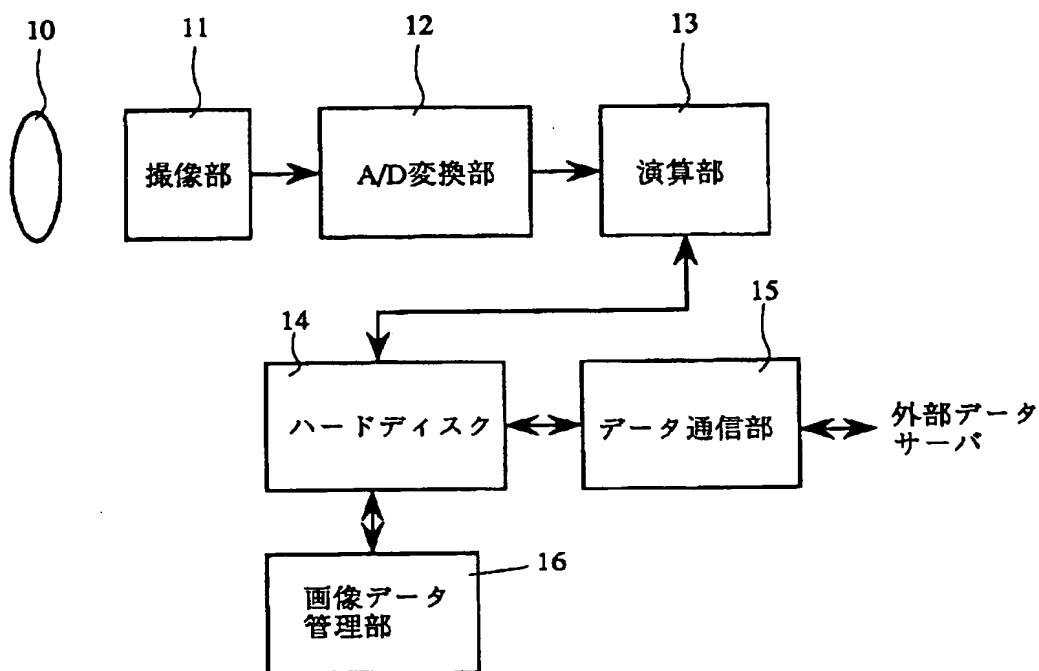 10
11
12
13
撮像部
A/D変換部
演算部
14
15
ハードディスク
データ通信部
外部データ
サーバ
16
画像データ
管理部